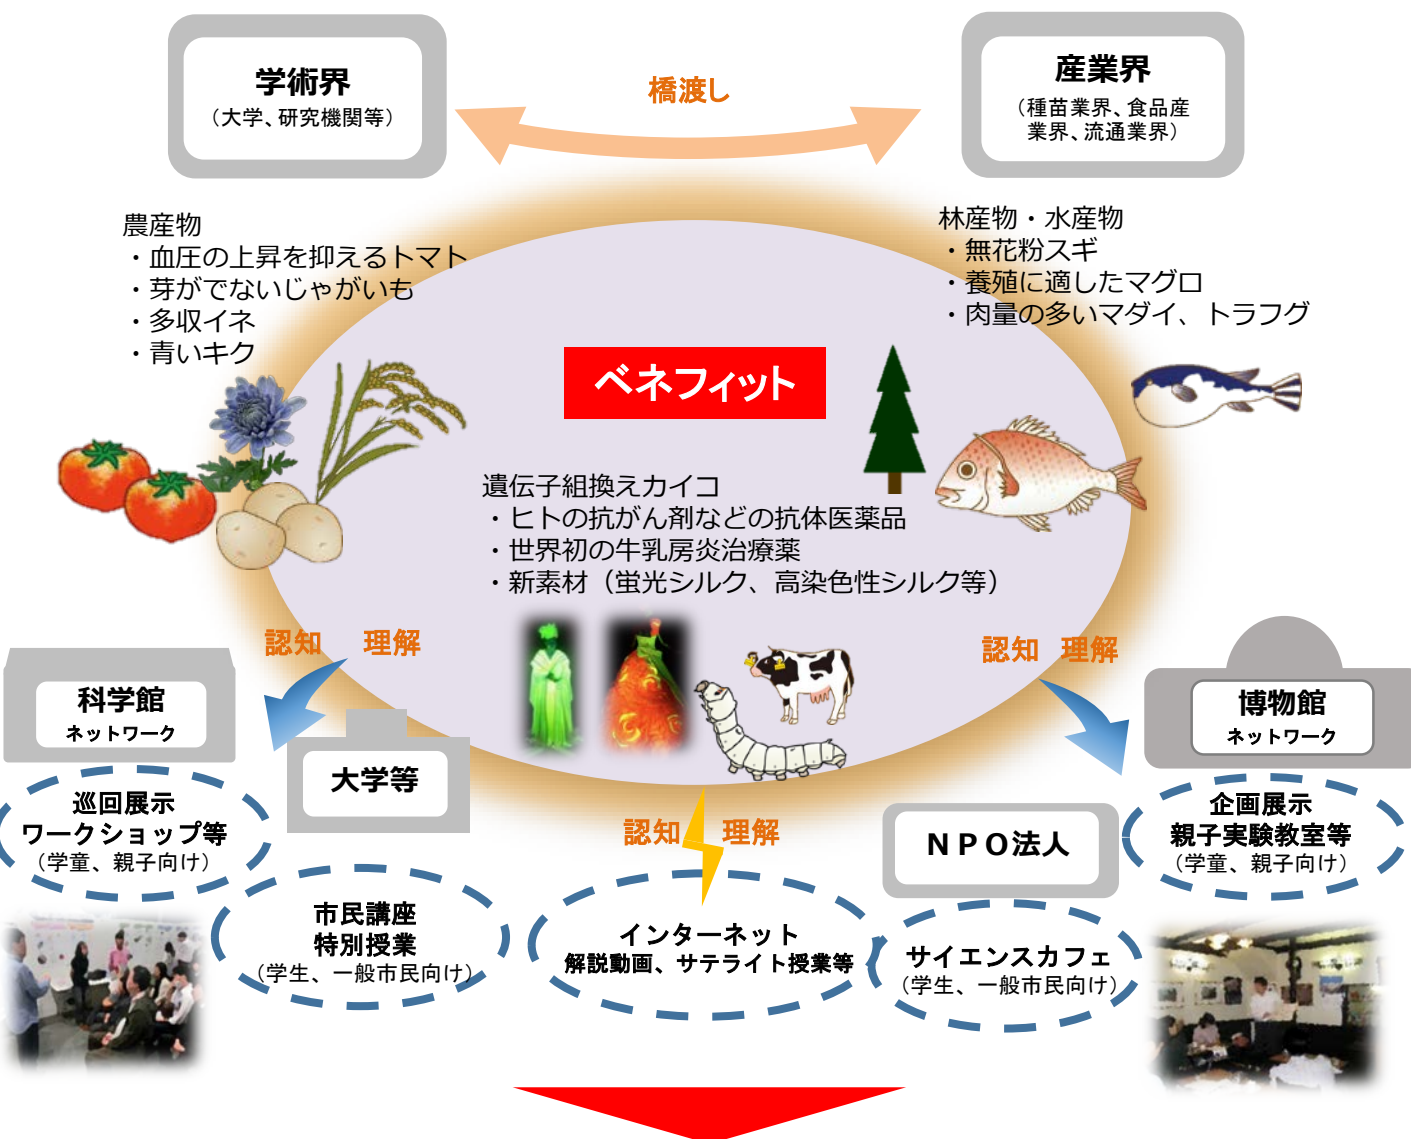 学術界
（大学、研究機関等）
橋渡し
産業界
（種苗業界、食品産
業界、流通業界）
農産物
・血圧の上昇を抑えるトマト
・芽がでないじゃがいも
・多収イネ
・青いキク
林産物・水産物
・無花粉スギ
・養殖に適したマグロ
・肉量の多いマダイ、トラフグ
ベネフィット
遺伝子組換えカイコ
・ヒトの抗がん剤などの抗体医薬品
・世界初の牛乳房炎治療薬
・新素材（蛍光シルク、高染色性シルク等）
認知 理解
認知 理解
科学館
ネットワーク
博物館
ネットワーク
大学等
巡回展示
ワークショップ等
（学童、親子向け）
認知 理解
ＮＰＯ法人
企画展示
親子実験教室等
（学童、親子向け）
市民講座
特別授業
（学生、一般市民向け）
インターネット
解説動画、サテライト授業等
サイエンスカフェ
（学生、一般市民向け）